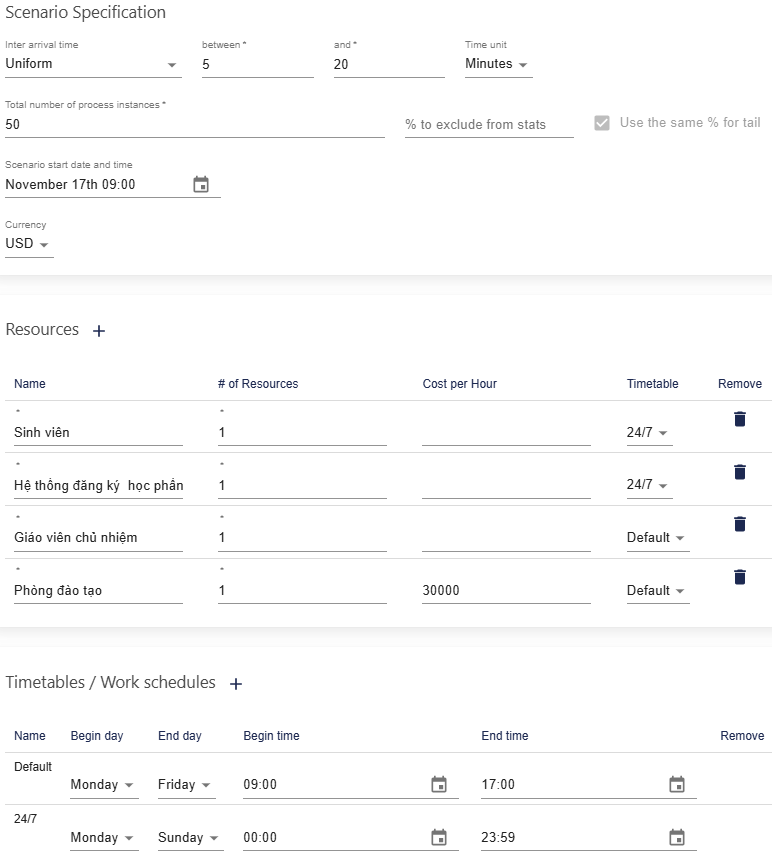 Scenario Specification
Inter arrival time between * and * Time unit
Uniform 5 20 Minutes
Total number of process instances *
50 % to exclude from stats Use the same % for tail
Scenario start date and time
November 17th 09:00
Currency
USD
Resources +
Name # of Resources Cost per Hour Timetable Remove
* *
Sinh viên 1 24/7
* *
Hệ thống đăng ký học phần 1 24/7
* *
Giáo viên chủ nhiệm 1 Default
* *
Phòng đào tạo 1 30000 Default
Timetables / Work schedules +
Name Begin day End day Begin time End time Remove
Default
Monday Friday 09:00 17:00
24/7
Monday Sunday 00:00 23:59